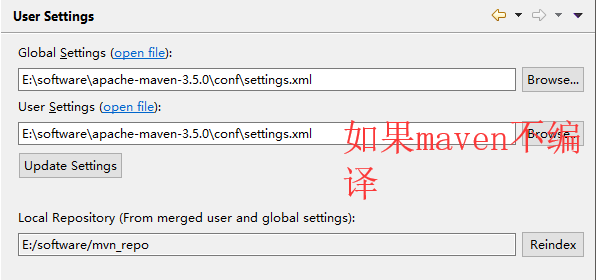 User Settings
Global Settings (open file):
E:\software\apache-maven-3.5.0\conf\settings.xml
Browse...
User Settings (open file):
E:\software\apache-maven-3.5.0\conf\settings.xml
Browse...
如果maven不编
译
Update Settings
Local Repository (From merged user and global settings):
E:/software/mvn_repo
Reindex